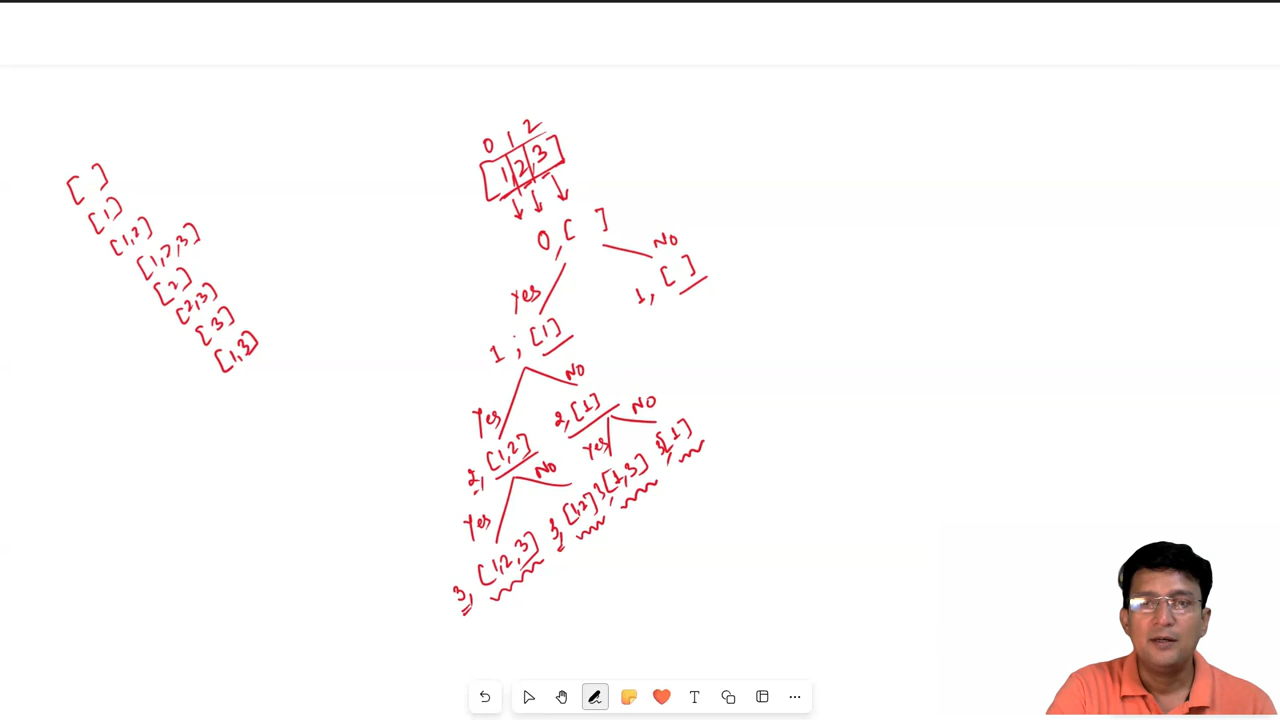 [ ]
[1]
[1,2]
[1,2,3]
[2]
[2,3]
[3]
[1,3]
0 1 2
[1 2 3]
0, [ ]
Yes NO
1, [ ]
1 ; [1]
Yes NO
2, [1]
Yes NO
2, [1,2]
3, [1]
3, [1,3]
Yes NO
3, [1,2]
3, [1,2,3]
T